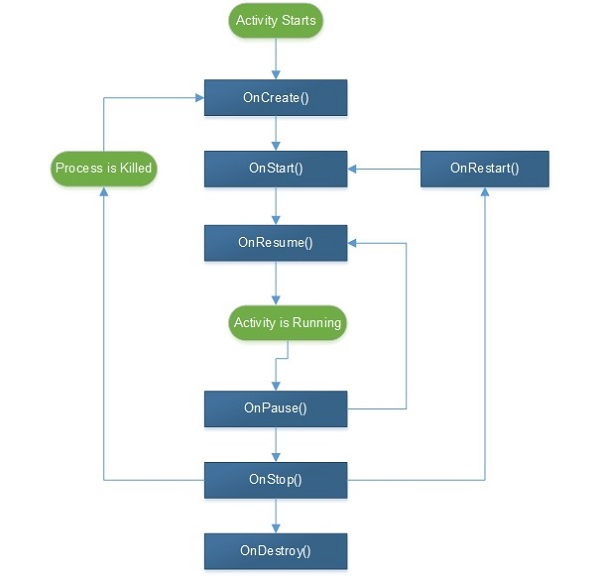 Activity Starts
OnCreate()
Process is Killed
OnStart()
OnRestart()
OnResume()
Activity is Running
OnPause()
OnStop()
OnDestroy()